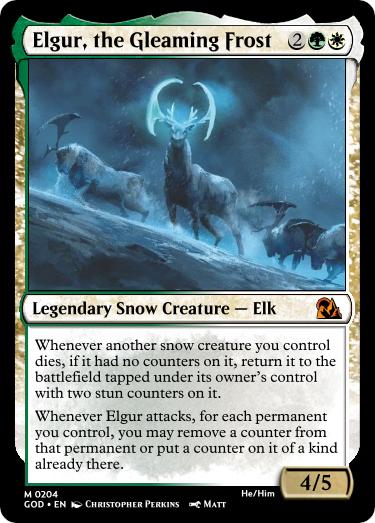 Elgur, the Gleaming Frost 2
Legendary Snow Creature — Elk
Whenever another snow creature you control
dies, if it had no counters on it, return it to the
battlefield tapped under its owner's control
with two stun counters on it.
Whenever Elgur attacks, for each permanent
you control, you may remove a counter from
that permanent or put a counter on it of a kind
already there.
4/5
M 0204 He/Him
GOD • EN Christopher Perkins Matt